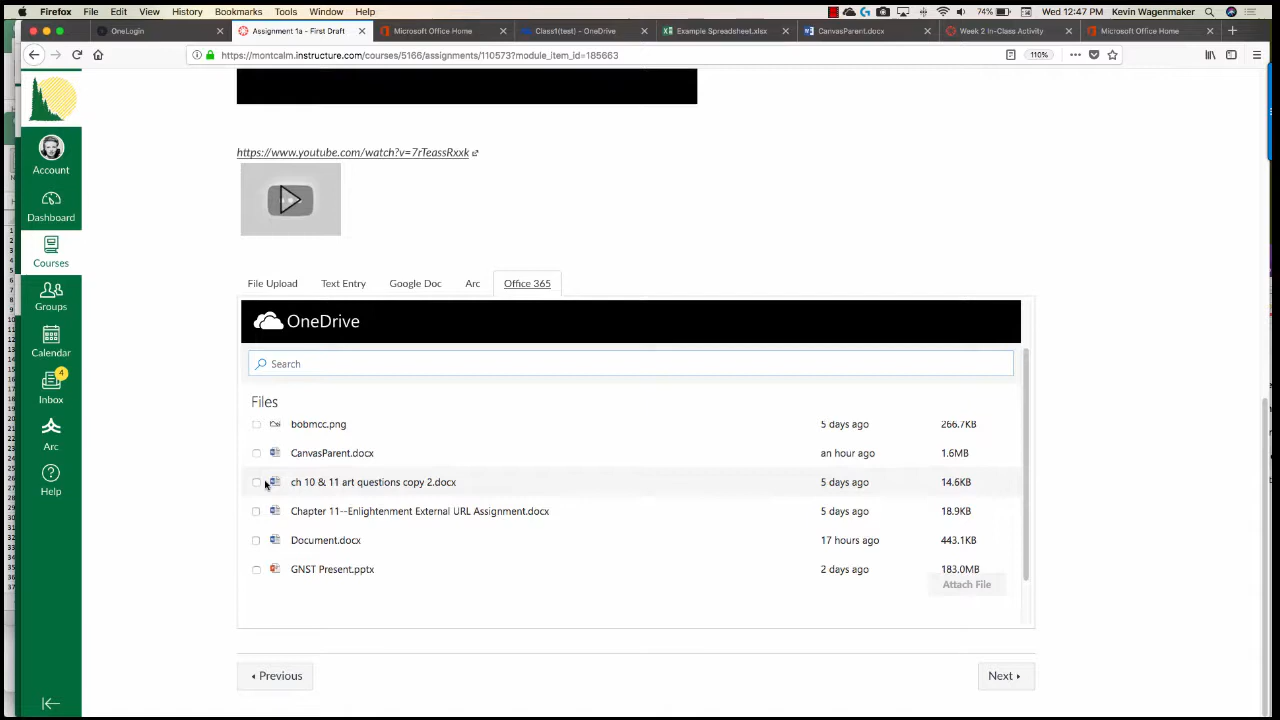 Firefox File Edit View History Bookmarks Tools Window Help 74% Wed 12:47 PM Kevin Wagenmaker
OneLogin Assignment 1a - First Draft Microsoft Office Home Class1(test) - OneDrive Example Spreadsheet.xlsx CanvasParent.docx Week 2 In-Class Activity Microsoft Office Home
https://montcalm.instructure.com/courses/5166/assignments/110573?module_item_id=185663 110%
Account
Dashboard
Courses
Groups
Calendar
4
Inbox
Arc
Help
https://www.youtube.com/watch?v=7rTeassRxxk
File Upload Text Entry Google Doc Arc Office 365
OneDrive
Search
Files
bobmcc.png 5 days ago 266.7KB
CanvasParent.docx an hour ago 1.6MB
ch 10 & 11 art questions copy 2.docx 5 days ago 14.6KB
Chapter 11--Enlightenment External URL Assignment.docx 5 days ago 18.9KB
Document.docx 17 hours ago 443.1KB
GNST Present.pptx 2 days ago 183.0MB
Attach File
Previous Next